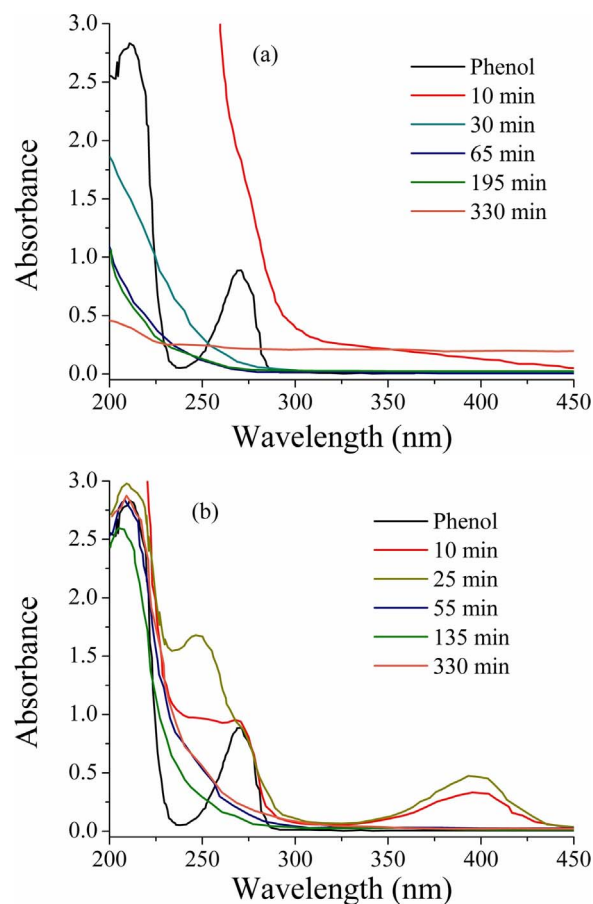 (a)
Absorbance
3.0
2.5
2.0
1.5
1.0
0.5
0.0
Phenol
10 min
30 min
65 min
195 min
330 min
200 250 300 350 400 450
Wavelength (nm)
(b)
Absorbance
3.0
2.5
2.0
1.5
1.0
0.5
0.0
Phenol
10 min
25 min
55 min
135 min
330 min
200 250 300 350 400 450
Wavelength (nm)